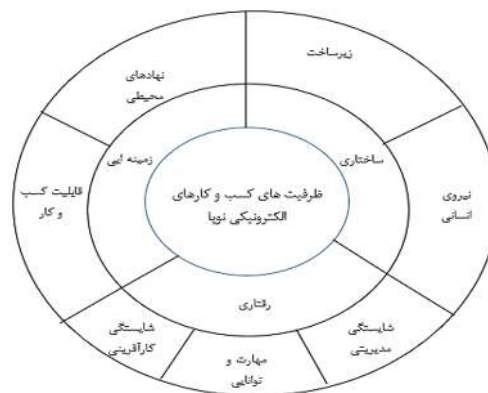 زیرساخت
نهادهای
محیطی
ساختاری
زمینه ایی
نیروی
انسانی
قابلیت کسب
و کار
ظرفیت های کسب و کارهای
الکترونیکی نوپا
رفتاری
شایستگی
مدیریتی
شایستگی
کارآفرینی
مهارت و
توانایی